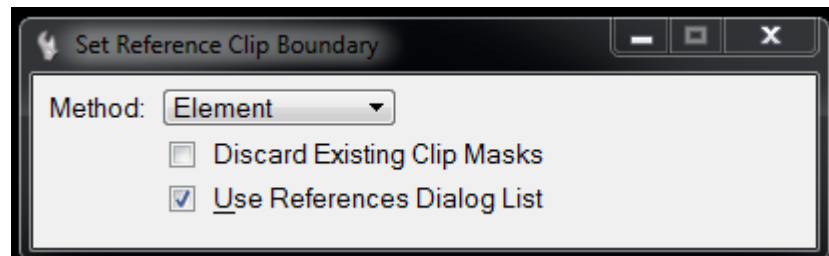 Set Reference Clip Boundary
Method: Element
Discard Existing Clip Masks
Use References Dialog List